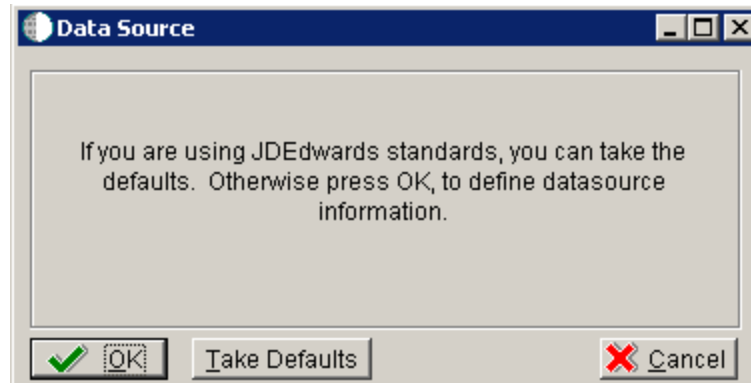 Data Source
If you are using JDEdwards standards, you can take the
defaults. Otherwise press OK, to define datasource
information.
OK Take Defaults Cancel